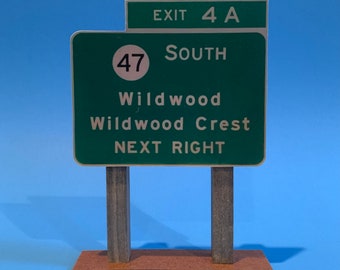 EXIT 4 A
47 SOUTH
Wildwood
Wildwood Crest
NEXT RIGHT